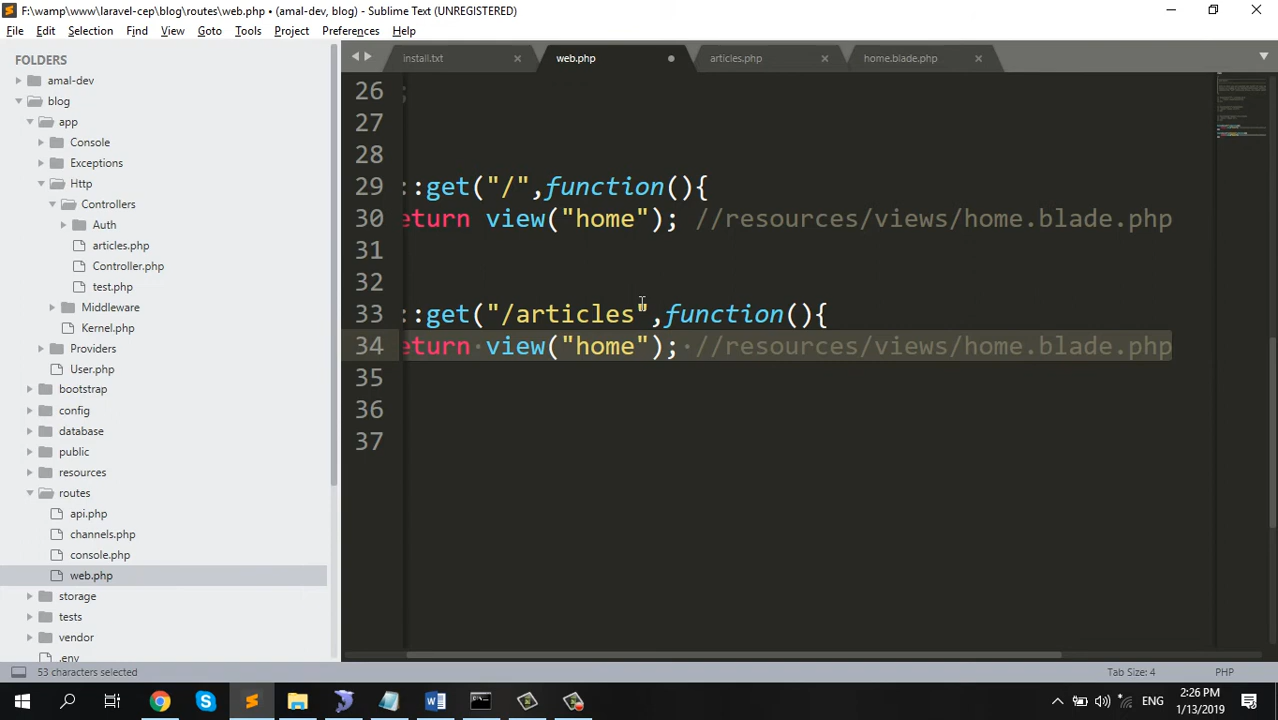 F:\wamp\www\laravel-cep\blog\routes\web.php • (amal-dev, blog) - Sublime Text (UNREGISTERED)
File Edit Selection Find View Goto Tools Project Preferences Help
FOLDERS
amal-dev
blog
app
Console
Exceptions
Http
Controllers
Auth
articles.php
Controller.php
test.php
Middleware
Kernel.php
Providers
User.php
bootstrap
config
database
public
resources
routes
api.php
channels.php
console.php
web.php
storage
tests
vendor
.env
install.txt
web.php
articles.php
home.blade.php
26 ;
27
28
29 ::get("/",function(){
30 eturn view("home"); //resources/views/home.blade.php
31
32
33 ::get("/articles",function(){
34 eturn view("home"); //resources/views/home.blade.php
35
36
37
53 characters selected
Tab Size: 4
PHP
ENG
2:26 PM
1/13/2019